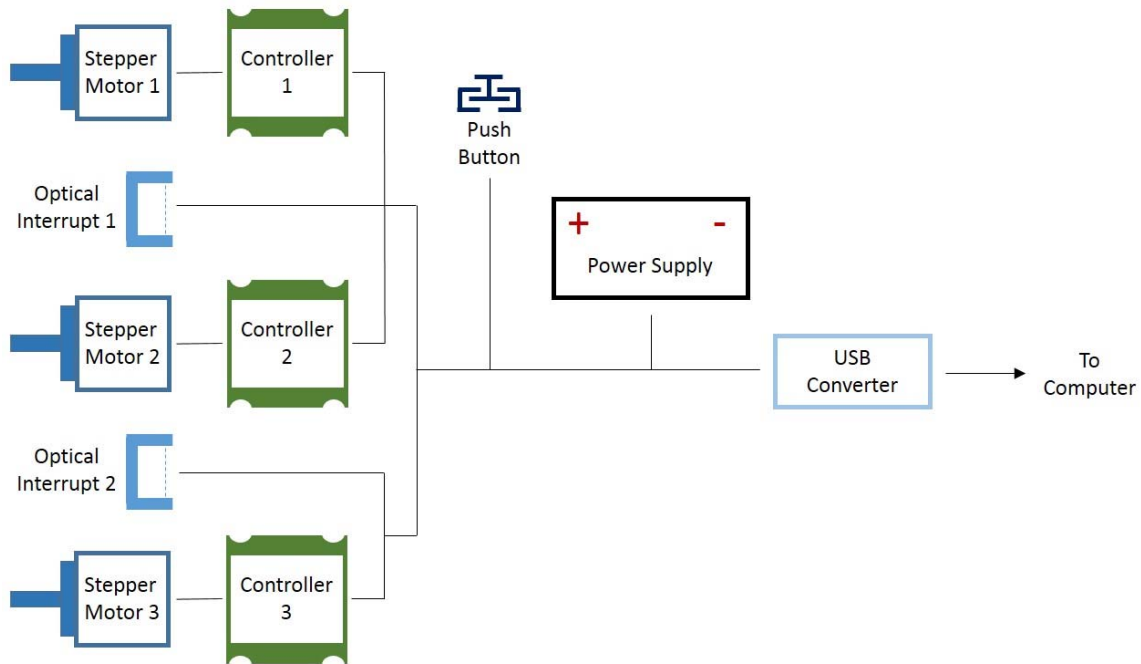 Stepper
Motor 1
Controller
1
Push
Button
Optical
Interrupt 1
+ -
Power Supply
Stepper
Motor 2
Controller
2
USB
Converter
To
Computer
Optical
Interrupt 2
Stepper
Motor 3
Controller
3